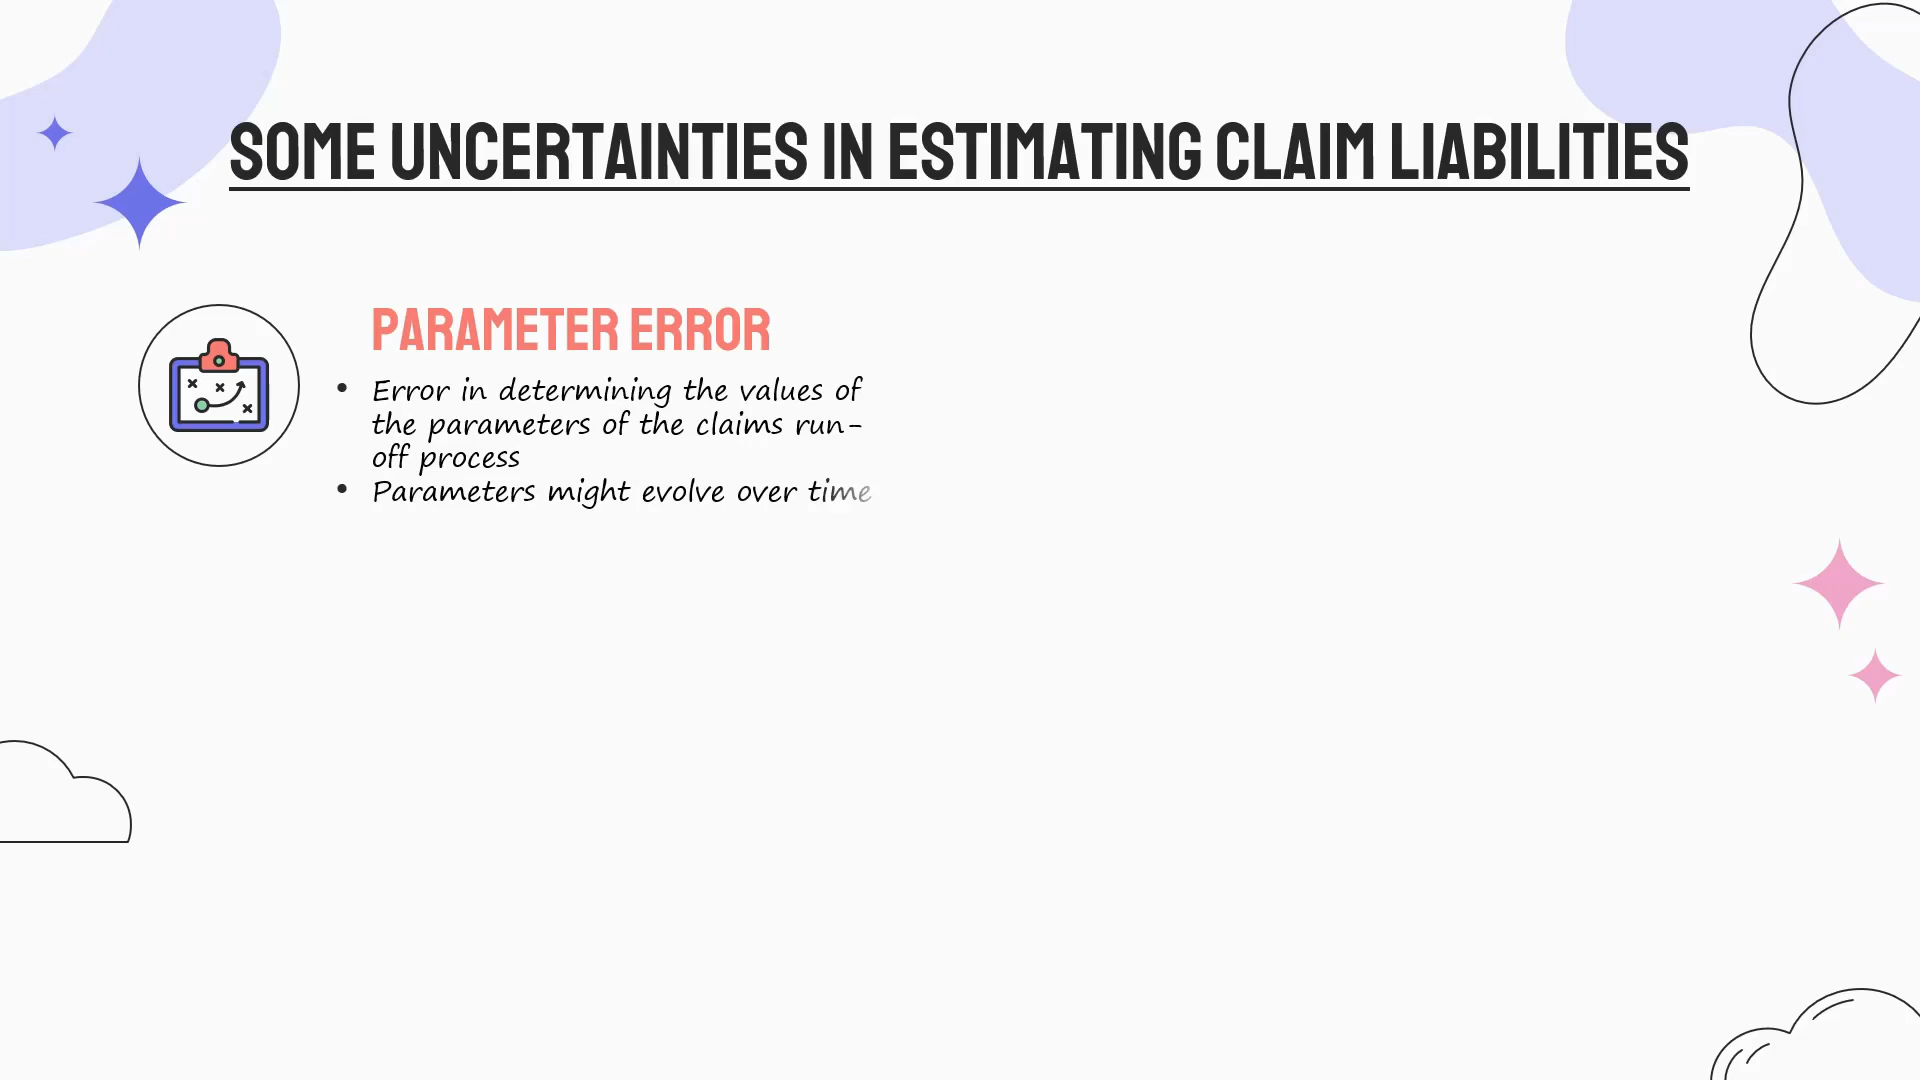 SOME UNCERTAINTIES IN ESTIMATING CLAIM LIABILITIES
PARAMETER ERROR
• Error in determining the values of
the parameters of the claims run-
off process
• Parameters might evolve over time